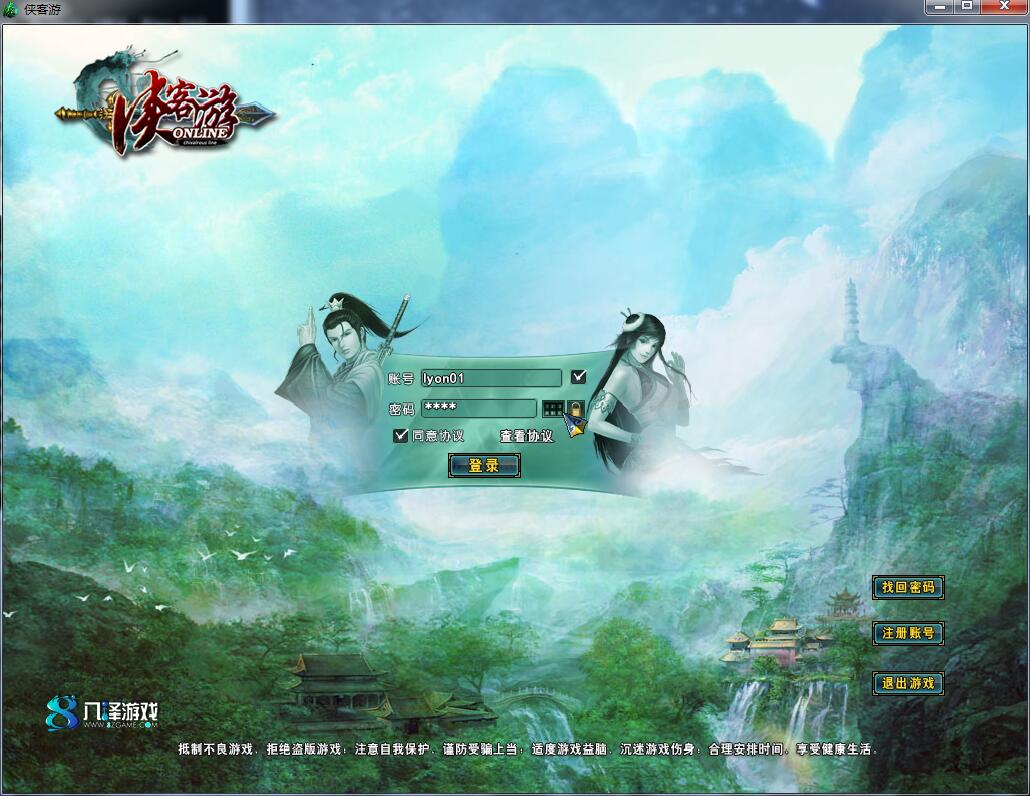 侠客游
侠客游
ONLINE
chivalrous line
账号 lyon01
密码 ****
同意协议 查看协议
登录
找回密码
注册账号
退出游戏
八泽游戏
WWW.8ZGAME.COM
抵制不良游戏，拒绝盗版游戏；注意自我保护，谨防受骗上当；适度游戏益脑，沉迷游戏伤身；合理安排时间，享受健康生活。